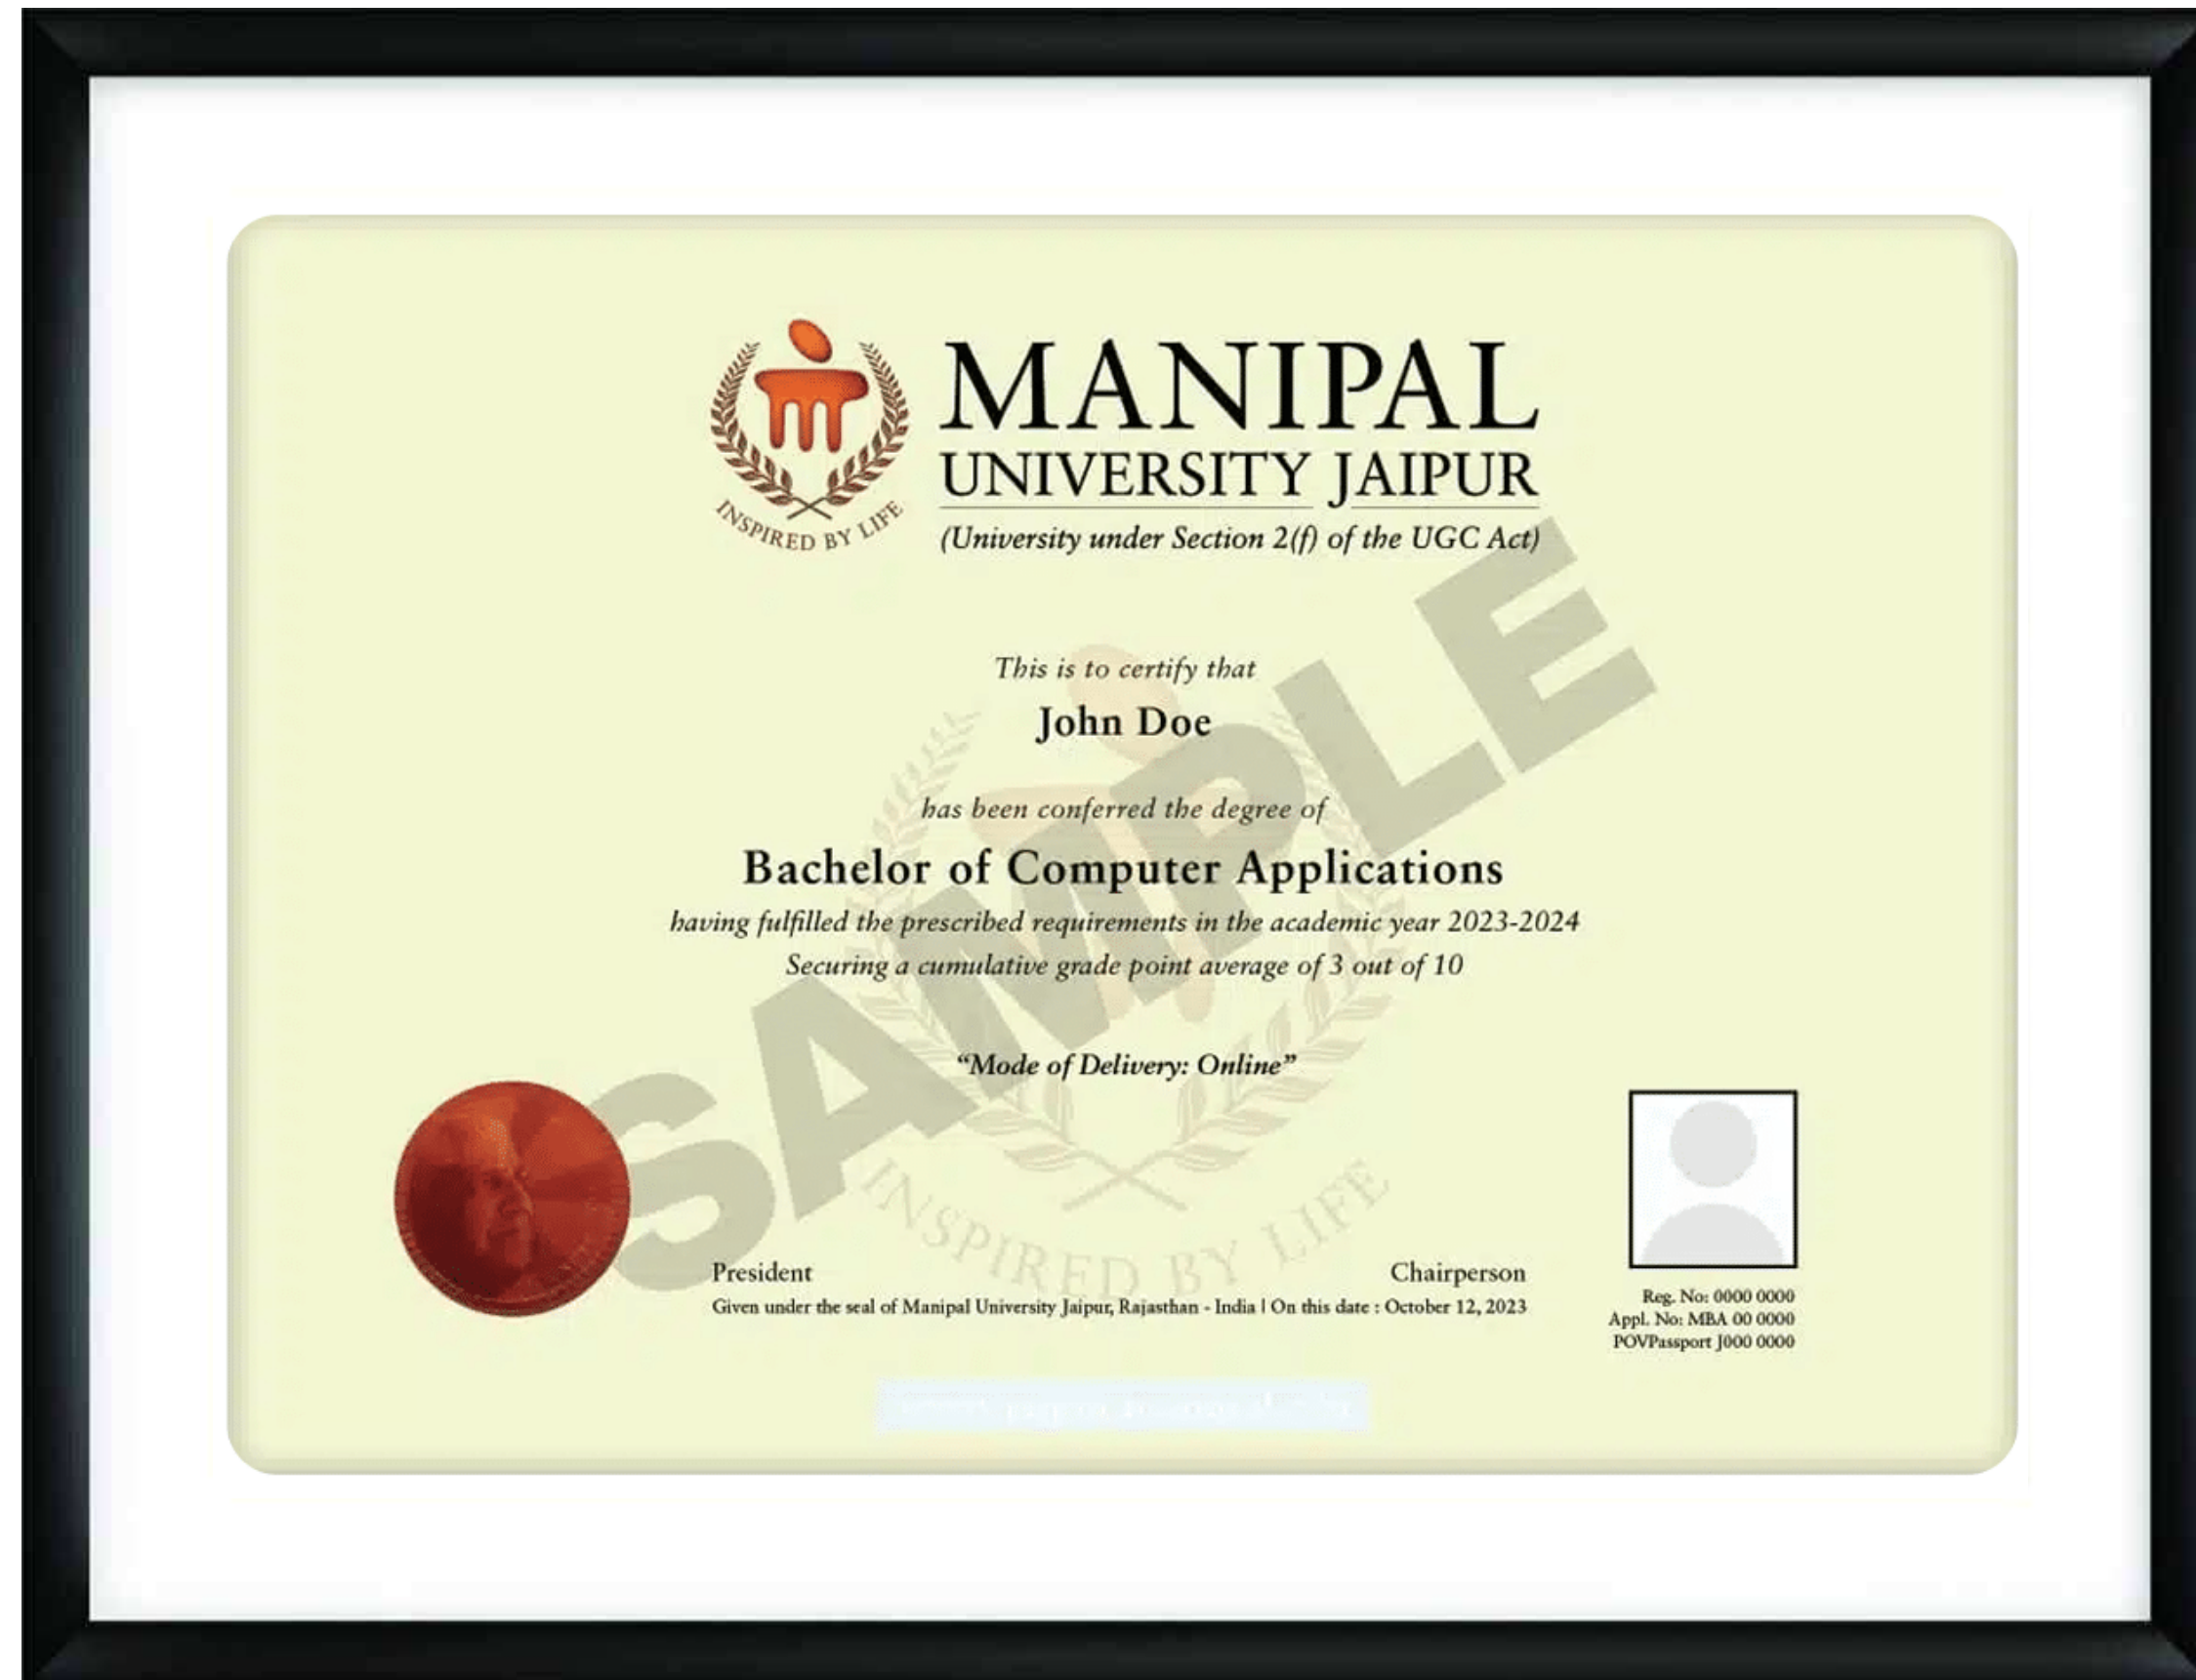 MANIPAL
UNIVERSITY JAIPUR
(University under Section 2(f) of the UGC Act)
INSPIRED BY LIFE
This is to certify that
John Doe
has been conferred the degree of
Bachelor of Computer Applications
having fulfilled the prescribed requirements in the academic year 2023-2024
Securing a cumulative grade point average of 3 out of 10
"Mode of Delivery: Online"
SAMPLE
INSPIRED BY LIFE
President
Chairperson
Given under the seal of Manipal University Jaipur, Rajasthan - India | On this date : October 12, 2023
Reg. No: 0000 0000
Appl. No: MBA 00 0000
POVPassport J000 0000